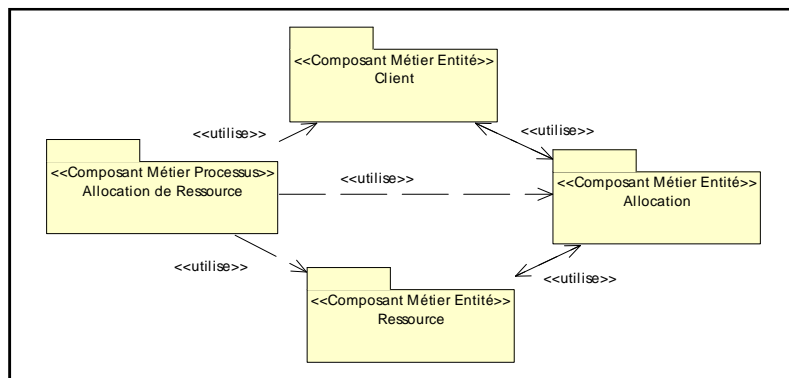 <<Composant Métier Entité>>
Client
<<utilise>>
<<utilise>>
<<Composant Métier Processus>>
Allocation de Ressource
<<utilise>>
<<Composant Métier Entité>>
Allocation
<<utilise>>
<<utilise>>
<<Composant Métier Entité>>
Ressource